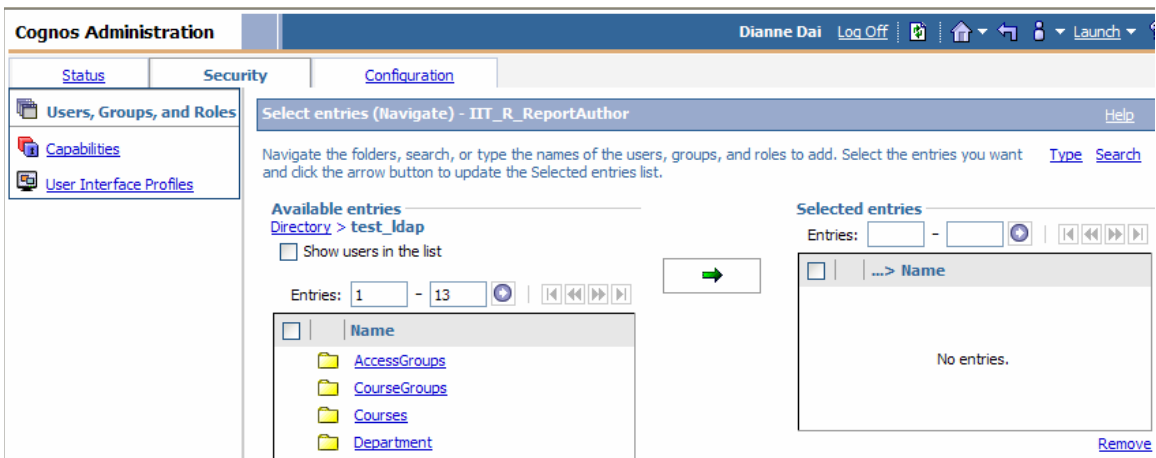 Cognos Administration Dianne Dai Log Off Launch
Status Security Configuration
Users, Groups, and Roles
Capabilities
User Interface Profiles
Select entries (Navigate) - IIT_R_ReportAuthor Help
Navigate the folders, search, or type the names of the users, groups, and roles to add. Select the entries you want
and click the arrow button to update the Selected entries list.
Type Search
Available entries
Directory > test_ldap
Show users in the list
Entries: 1 - 13
Name
AccessGroups
CourseGroups
Courses
Department
Selected entries
Entries: -
...> Name
No entries.
Remove